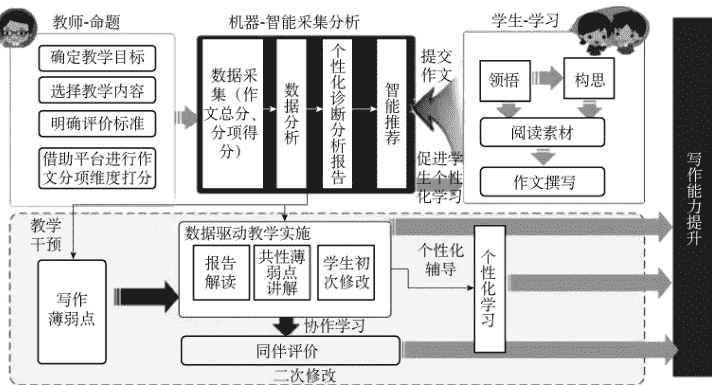 教师-命题
确定教学目标
选择教学内容
明确评价标准
借助平台进行作
文分项维度打分
机器-智能采集分析
数据采
集（作
文总分、
分项得
分）
数据分析
个性化诊断分析报告
智能推荐
提交
作文
促进学
生个性
化学习
学生-学习
领悟
构思
阅读素材
作文撰写
写作能力提升
教学
干预
写作
薄弱点
数据驱动教学实施
报告
解读
共性薄
弱点
讲解
学生初
次修改
协作学习
同伴评价
二次修改
个性化
辅导
个性化学习